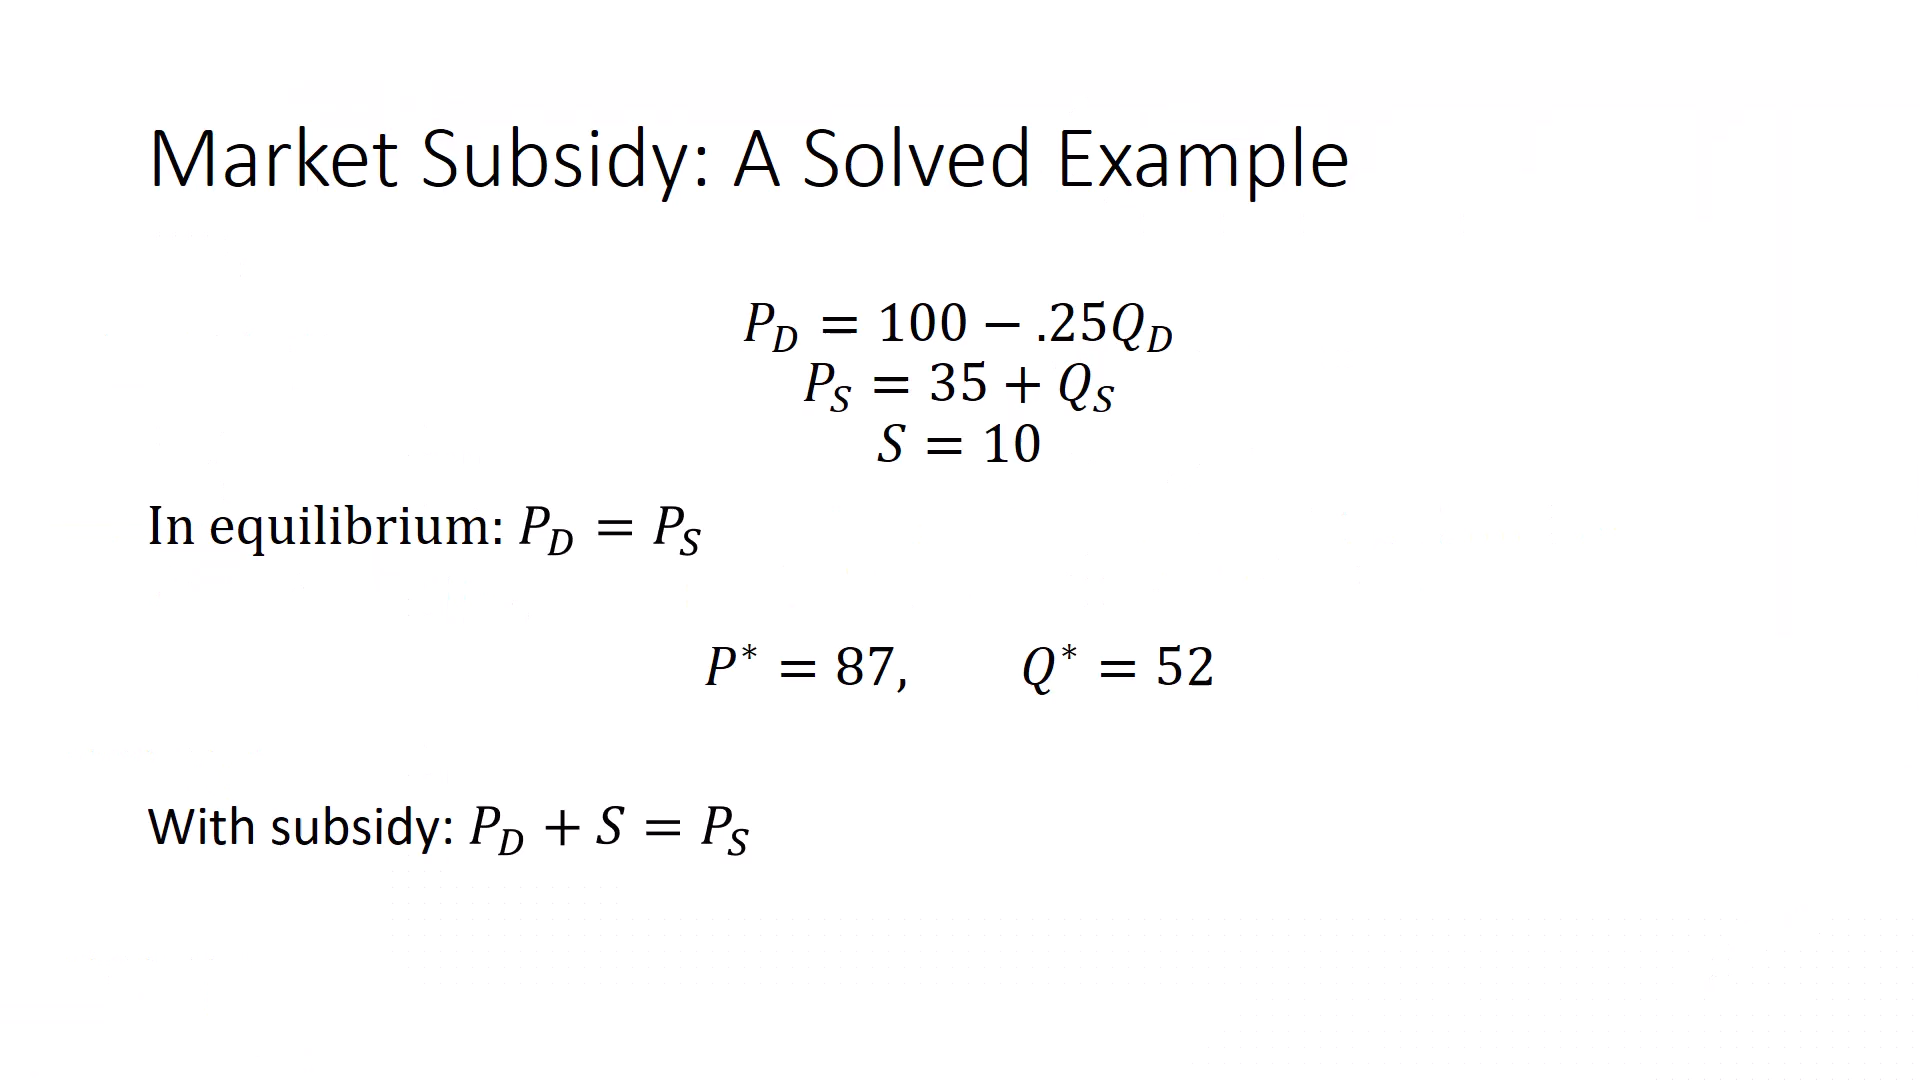 Market Subsidy: A Solved Example
P_D = 100 − .25Q_D
P_S = 35 + Q_S
S = 10
In equilibrium: P_D = P_S
P* = 87, Q* = 52
With subsidy: P_D + S = P_S